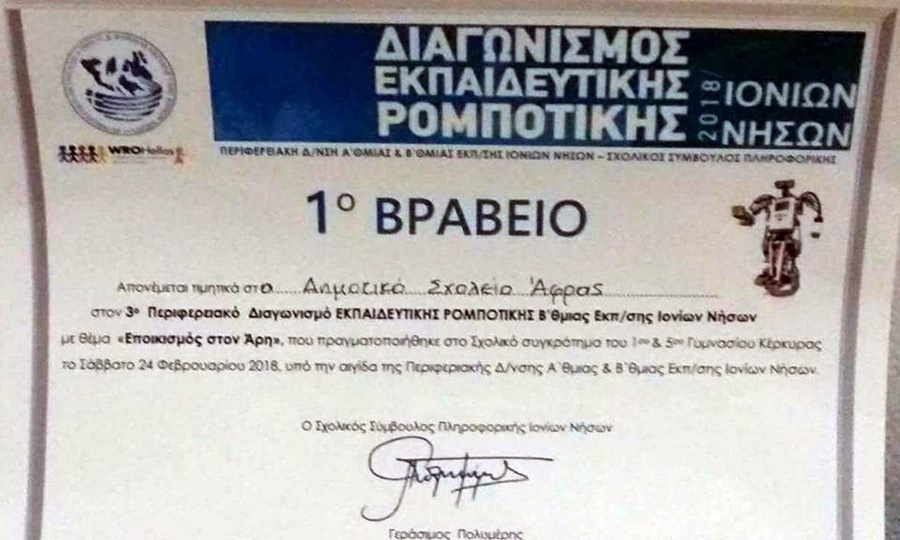 ΔΙΑΓΩΝΙΣΜΟΣ
ΕΚΠΑΙΔΕΥΤΙΚΗΣ
ΡΟΜΠΟΤΙΚΗΣ
2018/
ΙΟΝΙΩΝ
ΝΗΣΩΝ
WROHellas
ΠΕΡΙΦΕΡΕΙΑΚΗ Δ/ΝΣΗ Α'ΘΜΙΑΣ & Β'ΘΜΙΑΣ ΕΚΠ/ΣΗΣ ΙΟΝΙΩΝ ΝΗΣΩΝ – ΣΧΟΛΙΚΟΣ ΣΥΜΒΟΥΛΟΣ ΠΛΗΡΟΦΟΡΙΚΗΣ
1ο ΒΡΑΒΕΙΟ
Απονέμεται τιμητικά στο Δημοτικό Σχολείο Άφρας
στον 3ο Περιφερειακό Διαγωνισμό ΕΚΠΑΙΔΕΥΤΙΚΗΣ ΡΟΜΠΟΤΙΚΗΣ Β'θμιας Εκπ/σης Ιονίων Νήσων
με θέμα «Εποικισμός στον Άρη», που πραγματοποιήθηκε στο Σχολικό συγκρότημα του 1ου & 5ου Γυμνασίου Κέρκυρας
το Σάββατο 24 Φεβρουαρίου 2018, υπό την αιγίδα της Περιφεριακής Δ/νσης Α'θμιας & Β'θμιας Εκπ/σης Ιονίων Νήσων.
Ο Σχολικός Σύμβουλος Πληροφορικής Ιονίων Νήσων
Γεράσιμος Πολυμέρης